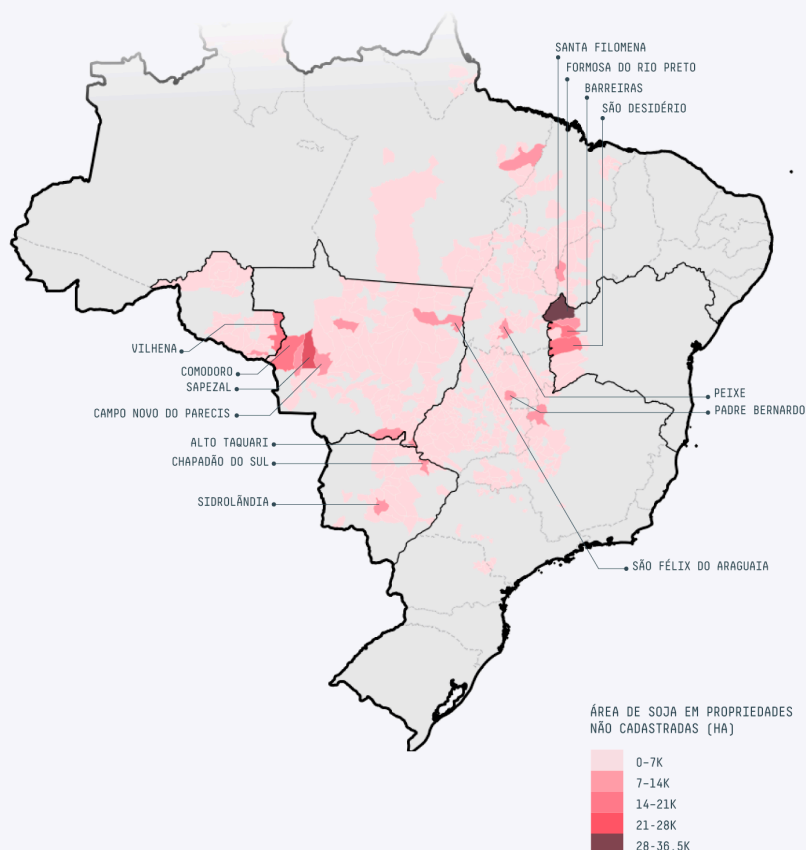 SANTA FILOMENA
FORMOSA DO RIO PRETO
BARREIRAS
SÃO DESIDÉRIO
VILHENA
COMODORO
SAPEZAL
CAMPO NOVO DO PARECIS
ALTO TAQUARI
CHAPADÃO DO SUL
SIDROLÂNDIA
PEIXE
PADRE BERNARDO
SÃO FÉLIX DO ARAGUAIA
ÁREA DE SOJA EM PROPRIEDADES
NÃO CADASTRADAS (HA)
0-7K
7-14K
14-21K
21-28K
28-36,5K